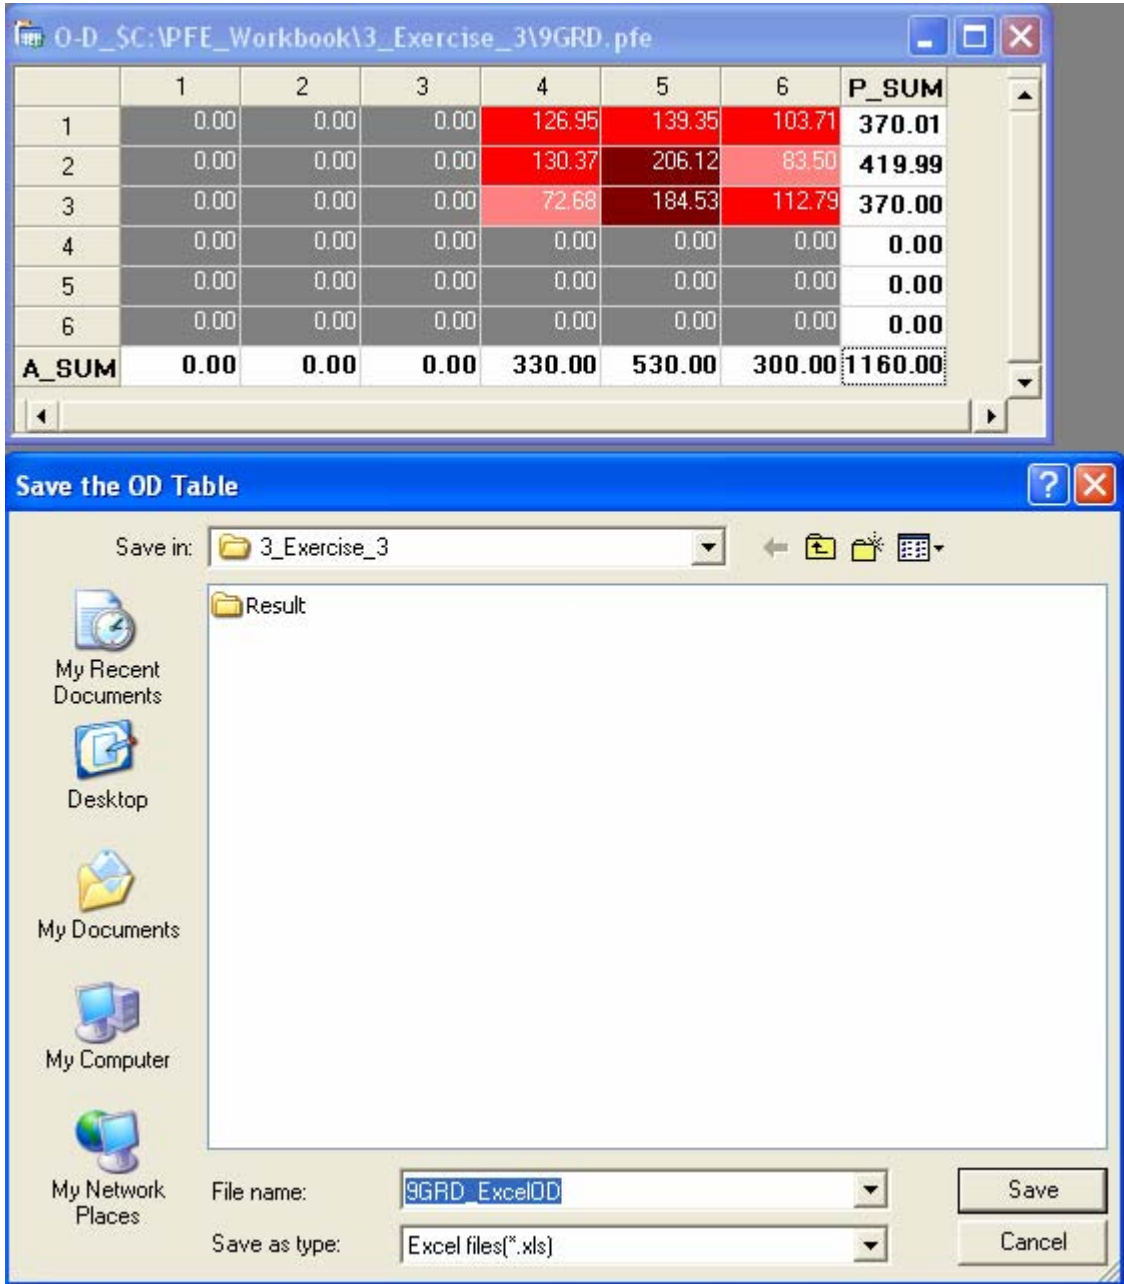 O-D_$C:\PFE_Workbook\3_Exercise_3\9GRD.pfe
1 2 3 4 5 6 P_SUM
1 0.00 0.00 0.00 126.95 139.35 103.71 370.01
2 0.00 0.00 0.00 130.37 206.12 83.50 419.99
3 0.00 0.00 0.00 72.68 184.53 112.79 370.00
4 0.00 0.00 0.00 0.00 0.00 0.00 0.00
5 0.00 0.00 0.00 0.00 0.00 0.00 0.00
6 0.00 0.00 0.00 0.00 0.00 0.00 0.00
A_SUM 0.00 0.00 0.00 330.00 530.00 300.00 1160.00
Save the OD Table
Save in: 3_Exercise_3
Result
My Recent
Documents
Desktop
My Documents
My Computer
My Network
Places
File name: 9GRD_ExcelOD Save
Save as type: Excel files(*.xls) Cancel